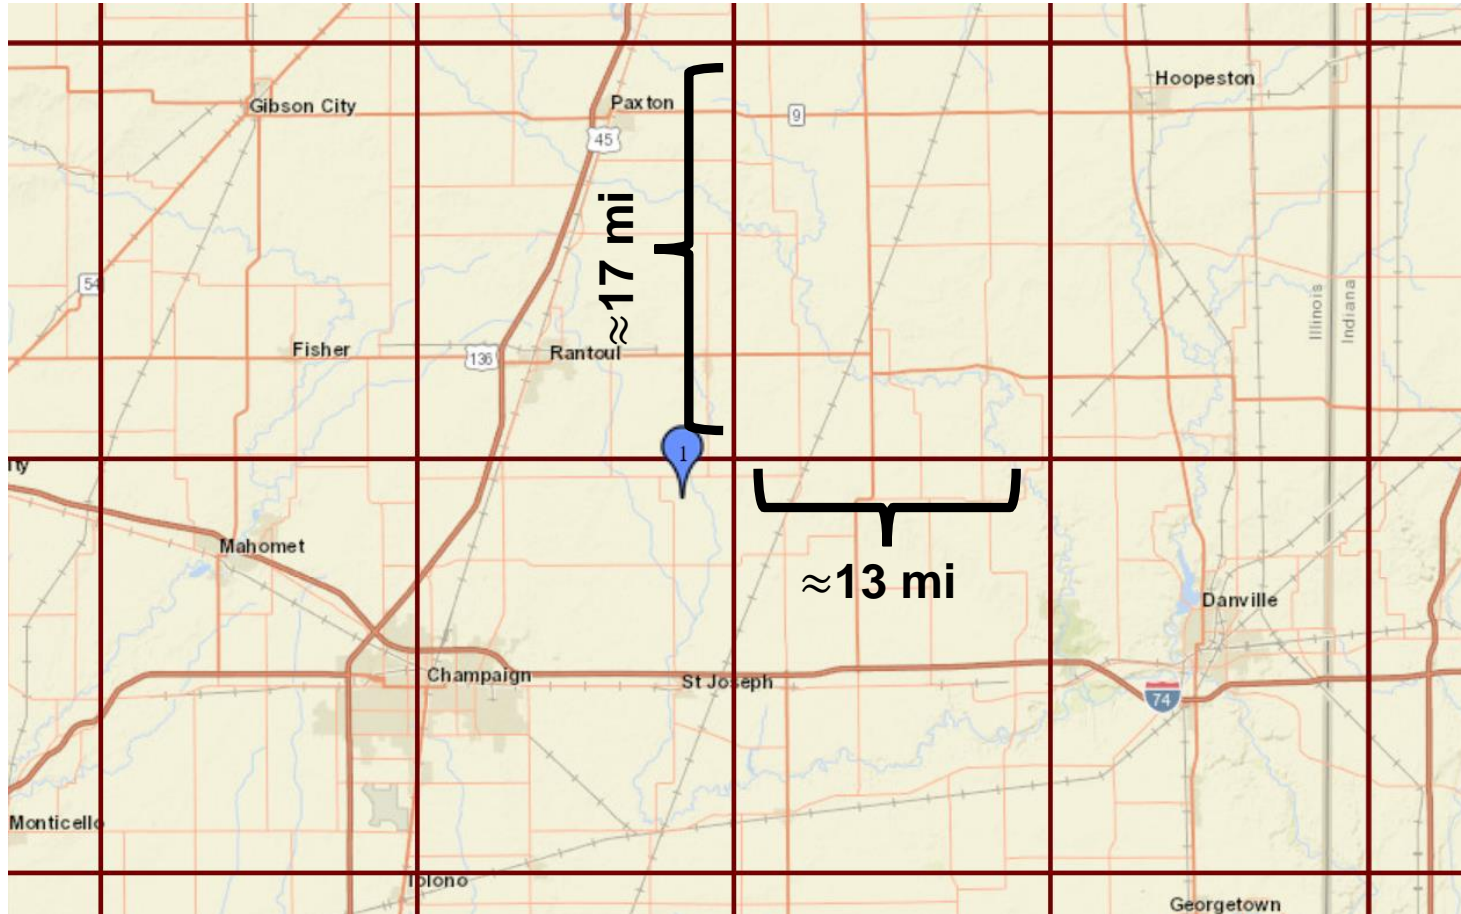 Hoopeston
Gibson City
Paxton
9
45
≈17 mi
54
Illinois
Indiana
Fisher
136
Rantoul
1
ty
Mahomet
≈13 mi
Danville
Champaign
St Joseph
74
Monticello
Tolono
Georgetown